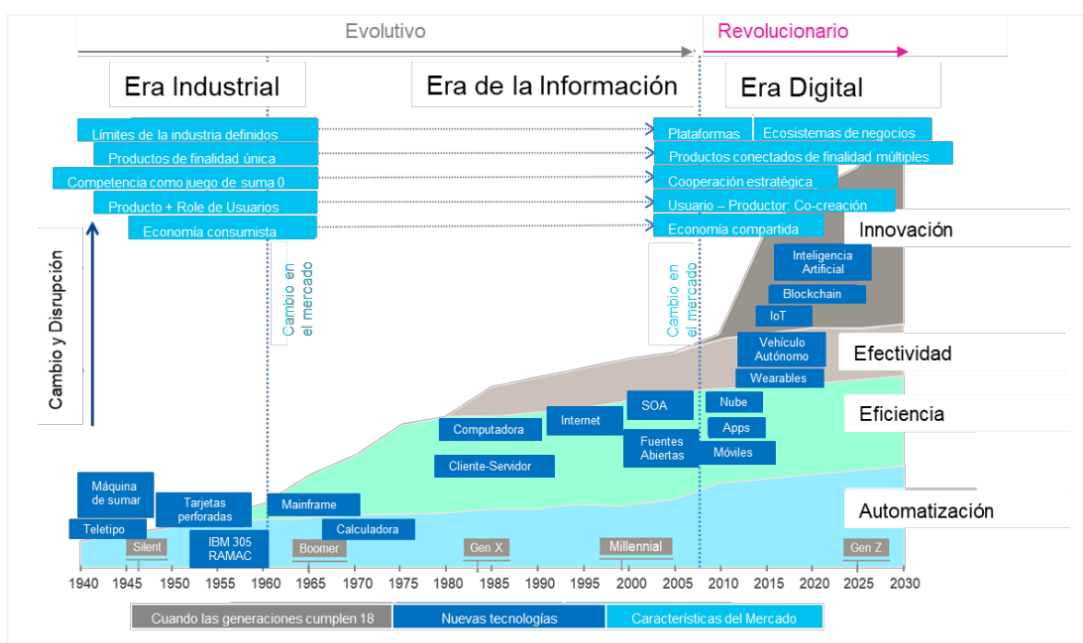 Evolutivo
Revolucionario
Era Industrial
Era de la Información
Era Digital
Límites de la industria definidos
Plataformas
Ecosistemas de negocios
Productos de finalidad única
Productos conectados de finalidad múltiples
Competencia como juego de suma 0
Cooperación estratégica
Producto + Role de Usuarios
Usuario – Productor: Co-creación
Economía consumista
Economía compartida
Cambio y Disrupción
Cambio en
el mercado
Cambio en
el mercado
Innovación
Inteligencia
Artificial
Blockchain
IoT
Vehículo
Autónomo
Efectividad
Wearables
SOA
Nube
Eficiencia
Internet
Computadora
Apps
Fuentes
Abiertas
Móviles
Cliente-Servidor
Máquina
de sumar
Tarjetas
perforadas
Mainframe
Automatización
Teletipo
Calculadora
IBM 305
RAMAC
Silent
Boomer
Gen X
Millennial
Gen Z
1940 1945 1950 1955 1960 1965 1970 1975 1980 1985 1990 1995 2000 2005 2010 2015 2020 2025 2030
Cuando las generaciones cumplen 18
Nuevas tecnologías
Características del Mercado